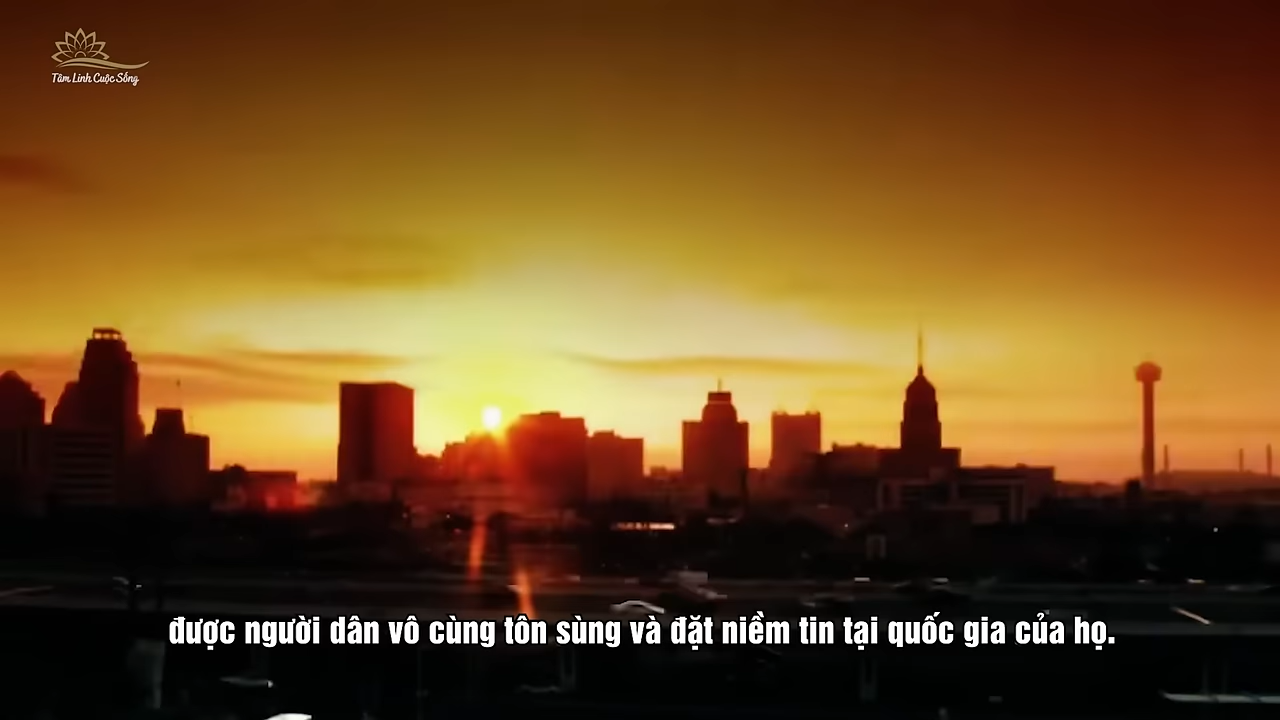 Tâm Linh Cuộc Sống
được người dân vô cùng tôn sùng và đặt niềm tin tại quốc gia của họ.